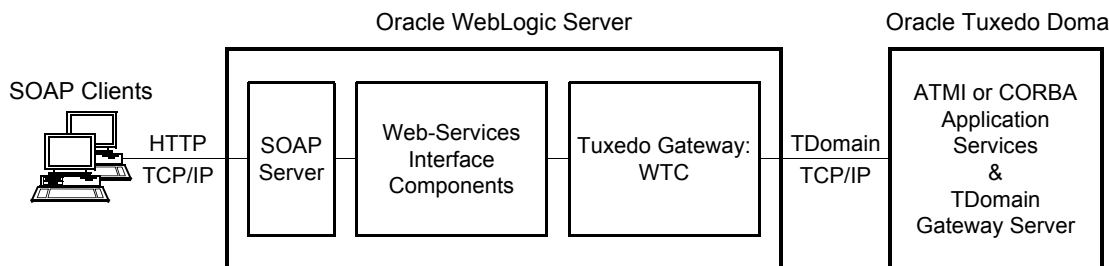 Oracle WebLogic Server
Oracle Tuxedo Doma
SOAP Clients
HTTP
TCP/IP
SOAP
Server
Web-Services
Interface
Components
Tuxedo Gateway:
WTC
TDomain
TCP/IP
ATMI or CORBA
Application
Services
&
TDomain
Gateway Server